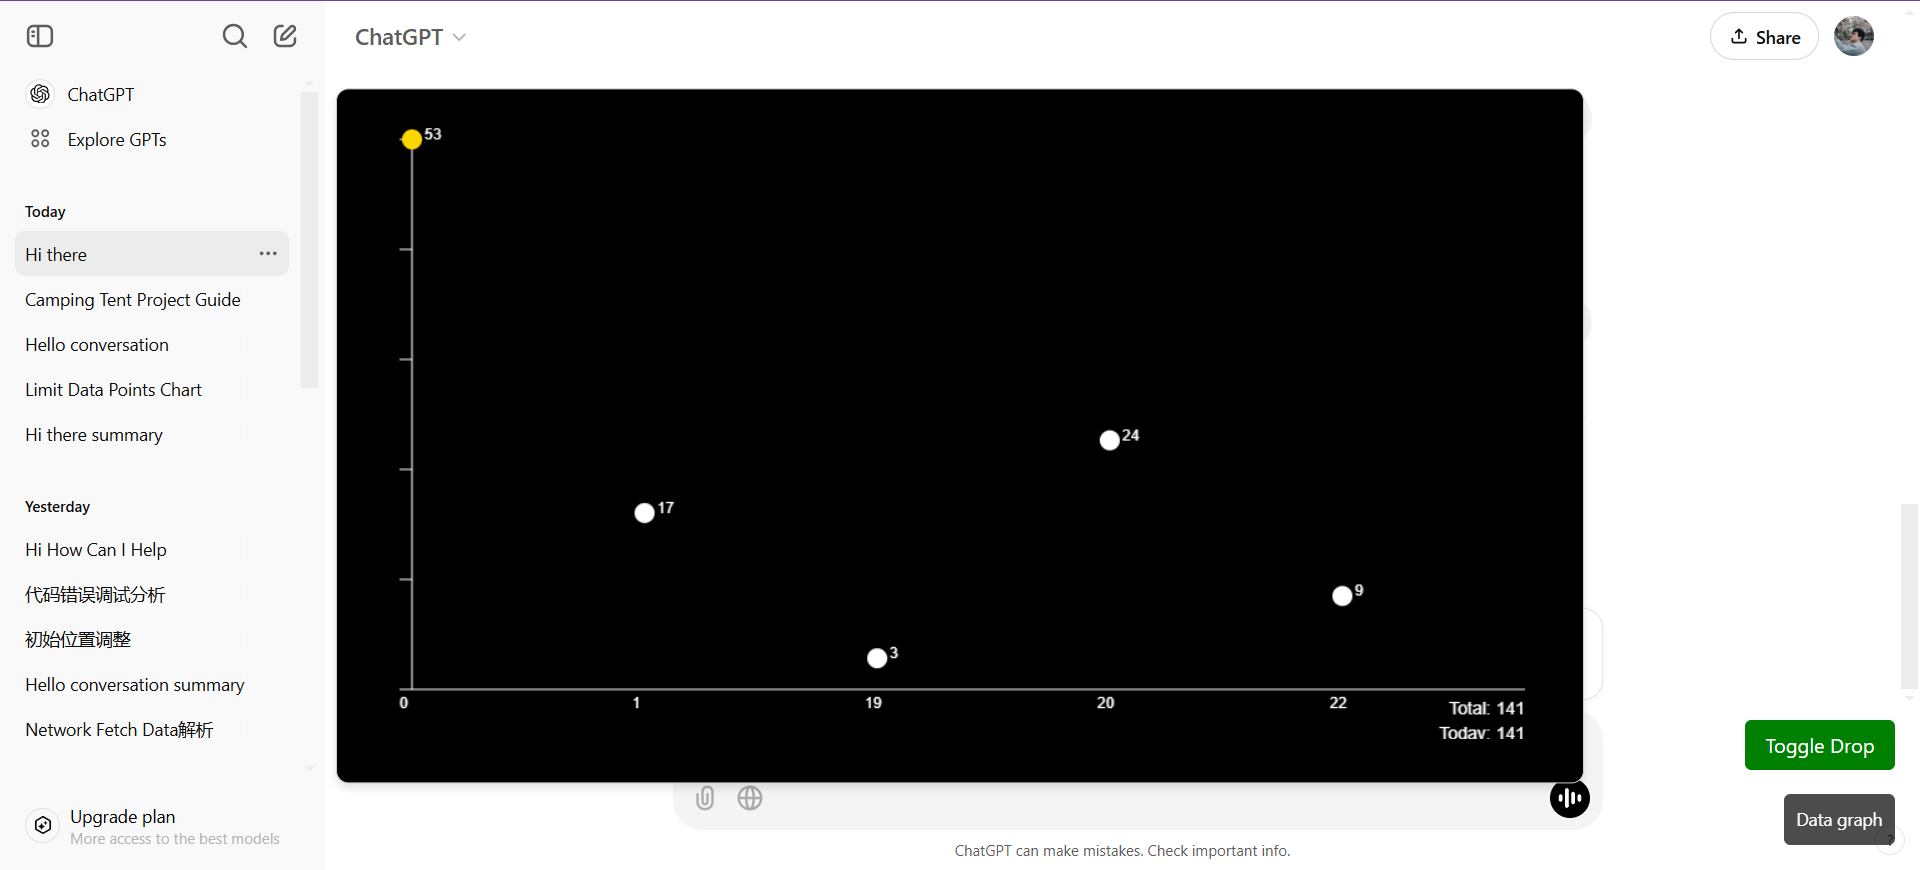 ChatGPT
Explore GPTs
Today
Hi there
Camping Tent Project Guide
Hello conversation
Limit Data Points Chart
Hi there summary
Yesterday
Hi How Can I Help
代码错误调试分析
初始位置调整
Hello conversation summary
Network Fetch Data解析
Upgrade plan
More access to the best models
ChatGPT
Share
53
24
17
9
3
0 1 19 20 22
Total: 141
Today: 141
Toggle Drop
Data graph
?
ChatGPT can make mistakes. Check important info.